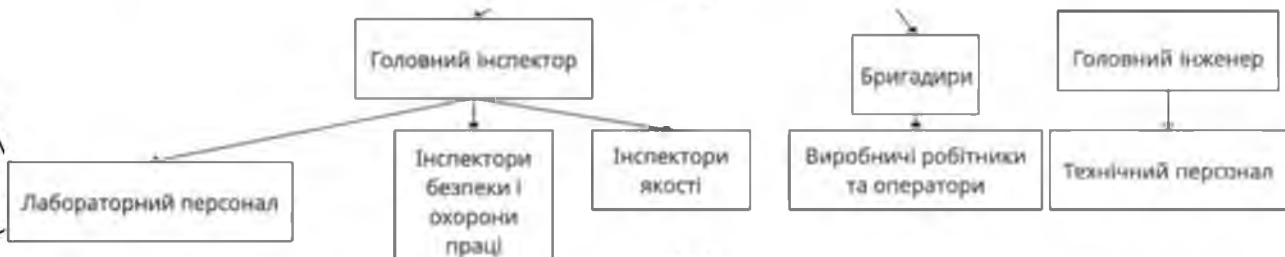 Головний інспектор
Бригадири
Головний інженер
Лабораторний персонал
Інспектори
безпеки і
охорони
праці
Інспектори
якості
Виробничі робітники
та оператори
Технічний персонал